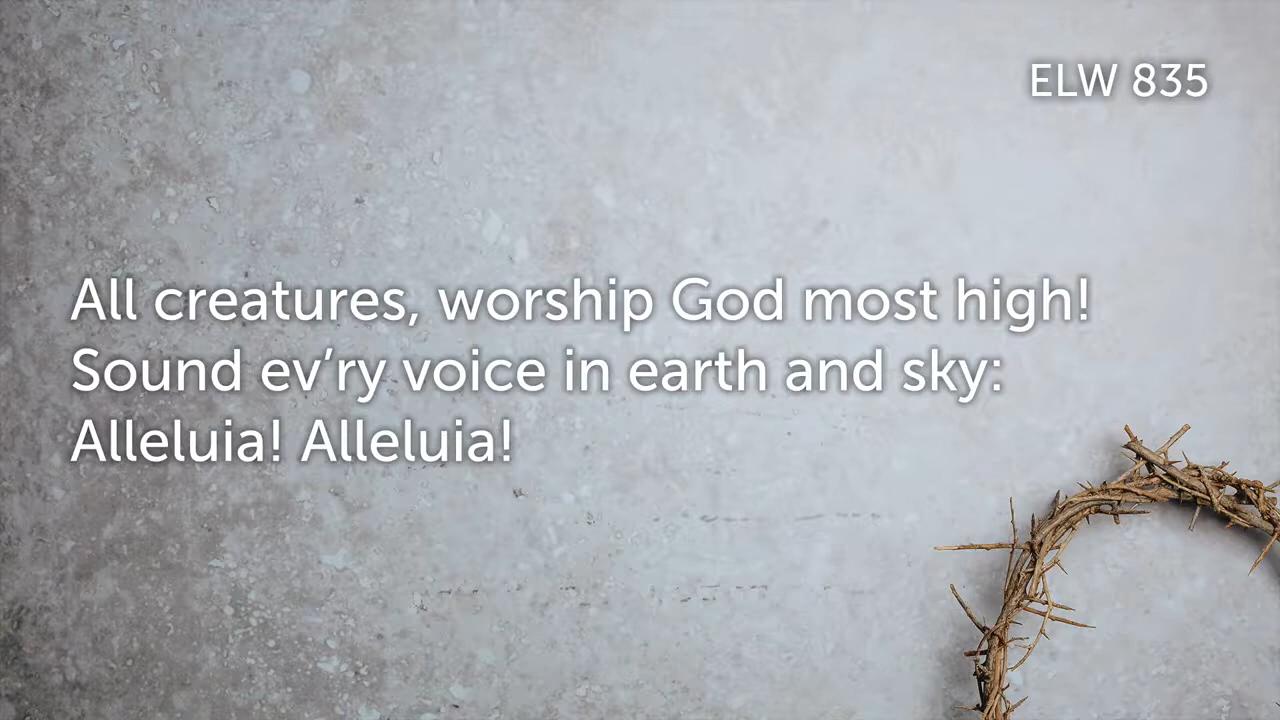 ELW 835
All creatures, worship God most high!
Sound ev’ry voice in earth and sky:
Alleluia! Alleluia!